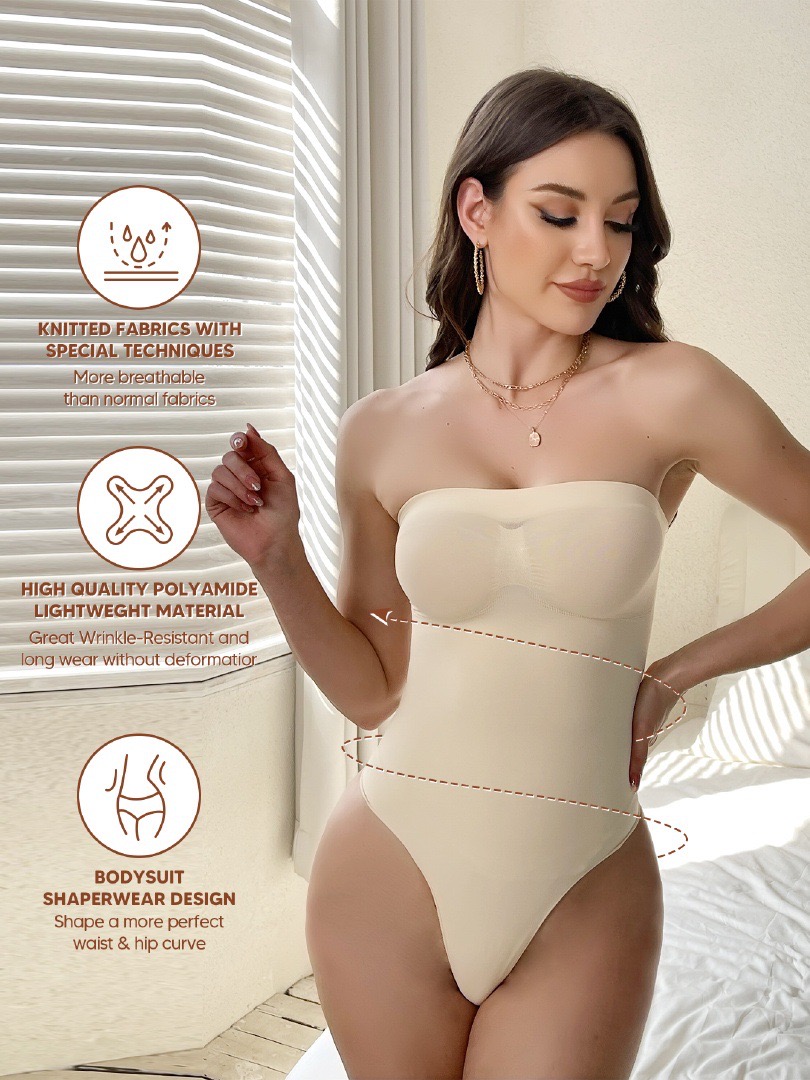 KNITTED FABRICS WITH
SPECIAL TECHNIQUES
More breathable
than normal fabrics
HIGH QUALITY POLYAMIDE
LIGHTWEGHT MATERIAL
Great Wrinkle-Resistant and
long wear without deformation
BODYSUIT
SHAPERWEAR DESIGN
Shape a more perfect
waist & hip curve